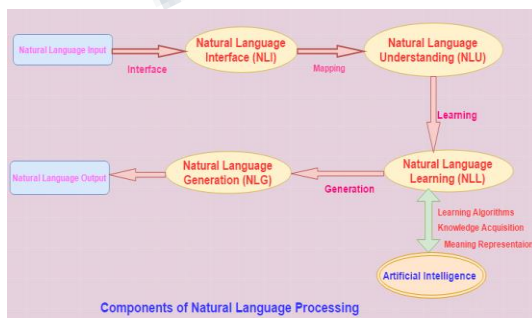 Natural Language Input
Interface
Natural Language
Interface (NLI)
Mapping
Natural Language
Understanding (NLU)
Learning
Natural Language
Learning (NLL)
Generation
Natural Language
Generation (NLG)
Natural Language Output
Learning Algorithms
Knowledge Acquisition
Meaning Representaion
Artificial Intelligence
Components of Natural Language Processing